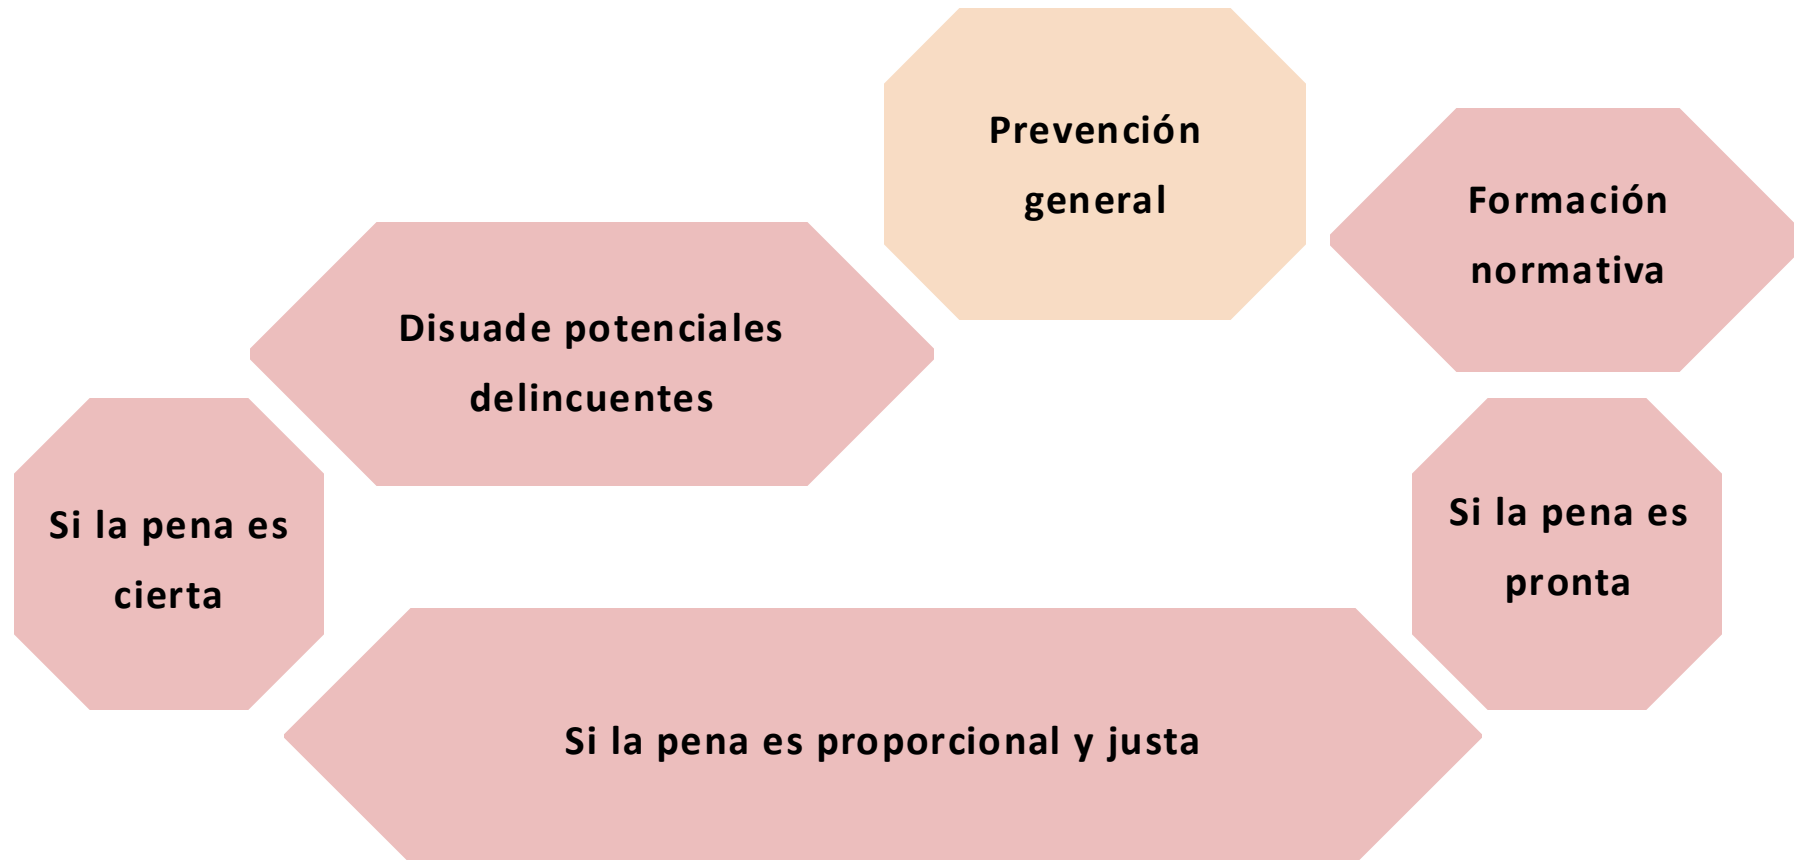 Prevención
general
Formación
normativa
Disuade potenciales
delincuentes
Si la pena es
cierta
Si la pena es
pronta
Si la pena es proporcional y justa